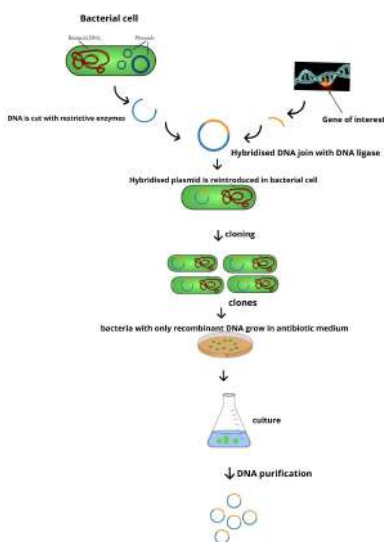 Bacterial cell
Bacterial DNA
Plasmids
DNA is cut with restrictive enzymes
Gene of interest
Hybridised DNA join with DNA ligase
Hybridised plasmid is reintroduced in bacterial cell
cloning
clones
bacteria with only recombinant DNA grow in antibiotic medium
culture
DNA purification